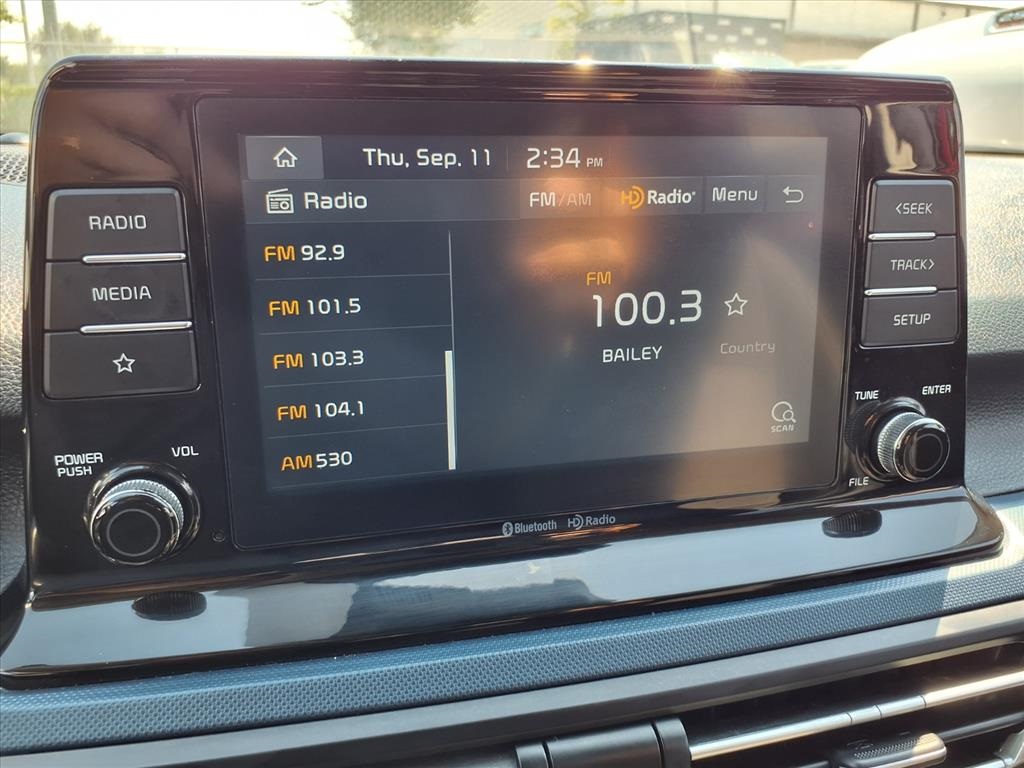 Thu, Sep. 11 2:34 PM
Radio FM/AM HD Radio Menu
FM 92.9
FM 101.5
FM 103.3
FM 104.1
AM 530
FM
100.3
BAILEY Country
SCAN
RADIO
MEDIA
POWER PUSH VOL
<SEEK
TRACK>
SETUP
TUNE ENTER
FILE
Bluetooth HD Radio